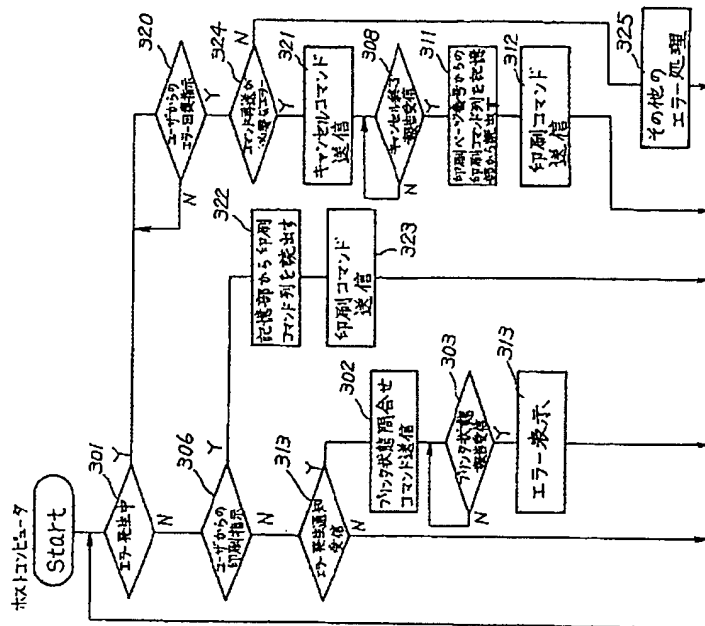 ホストコンピュータ
Start
301
エラー発生中
Y
N
306
ユーザからの
印刷指示
Y
N
313
エラー発生通知
受信
Y
N
302
プリンタ状態問合せ
コマンド送信
303
プリンタ状態
報告受信
N
Y
313
エラー表示
322
記憶部から印刷
コマンド列を読出す
323
印刷コマンド
送信
320
ユーザからの
エラー回復指示
N
Y
324
コマンド再送が
必要なエラー
N
Y
321
キャンセルコマンド
送信
308
キャンセル終了
報告受信
N
Y
311
印刷ページ番号からの
印刷コマンド列を記憶
部から読出す
312
印刷コマンド
送信
325
その他の
エラー処理